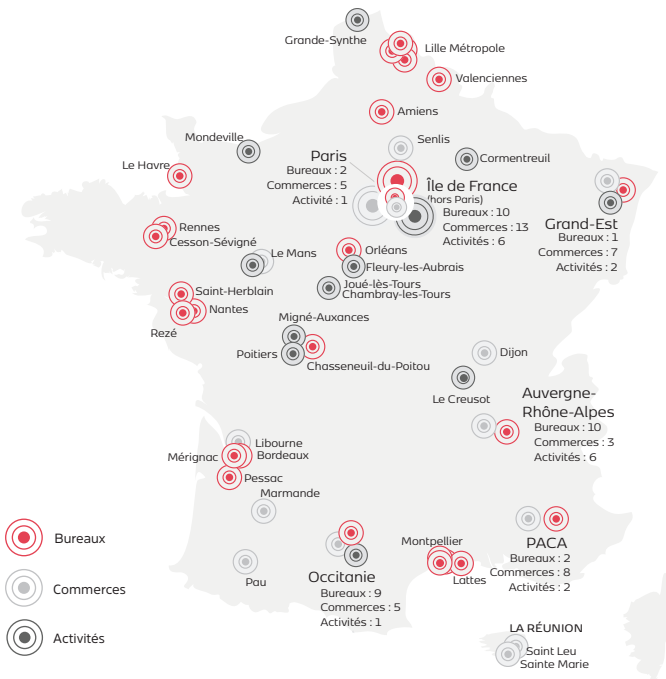 Grande-Synthe
Lille Métropole
Valenciennes
Amiens
Mondeville
Senlis
Cormentreuil
Le Havre
Paris
Bureaux : 2
Commerces : 5
Activité : 1
Île de France
(hors Paris)
Bureaux : 10
Commerces : 13
Activités : 6
Grand-Est
Bureaux : 1
Commerces : 7
Activités : 2
Rennes
Cesson-Sévigné
Le Mans
Orléans
Fleury-les-Aubrais
Joué-lès-Tours
Chambray-les-Tours
Saint-Herblain
Nantes
Rezé
Migné-Auxances
Poitiers
Chasseneuil-du-Poitou
Dijon
Le Creusot
Auvergne-
Rhône-Alpes
Bureaux : 10
Commerces : 3
Activités : 6
Libourne
Mérignac
Bordeaux
Pessac
Marmande
Pau
Occitanie
Bureaux : 9
Commerces : 5
Activités : 1
Montpellier
Lattes
PACA
Bureaux : 2
Commerces : 8
Activités : 2
LA RÉUNION
Saint Leu
Sainte Marie
Bureaux
Commerces
Activités